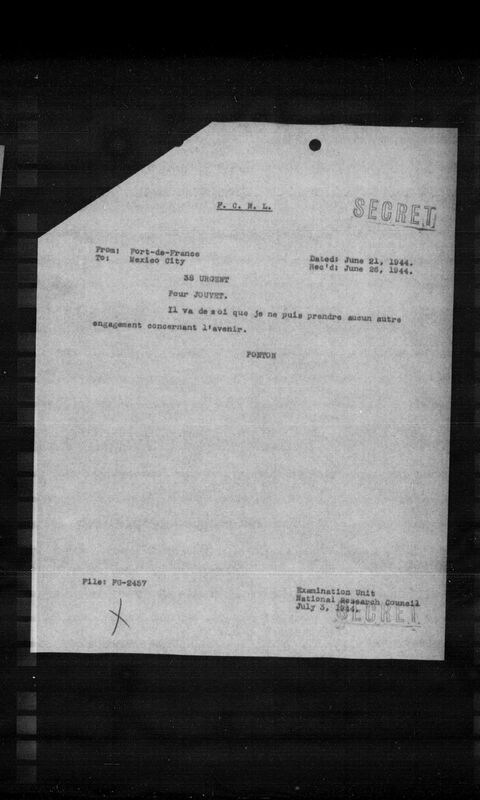 F. C. N. L.
SECRET
From: Fort-de-France
To: Mexico City
Dated: June 21, 1944.
Rec'd: June 26, 1944.
38 URGENT
Pour JOUVET.
Il va de soi que je ne puis prendre aucun autre
engagement concernant l'avenir.
PONTON
File: FG-2457
Examination Unit
National Research Council
July 3, 1944.
SECRET